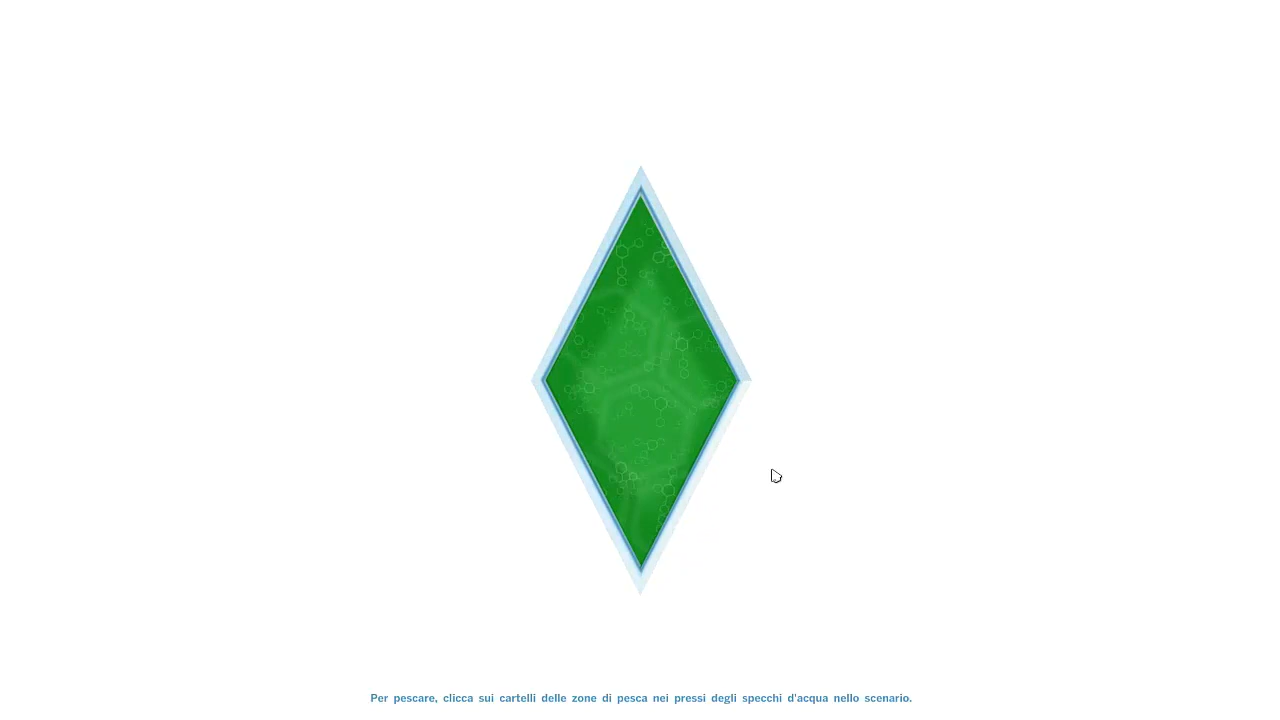 Per pescare, clicca sui cartelli delle zone di pesca nei pressi degli specchi d'acqua nello scenario.